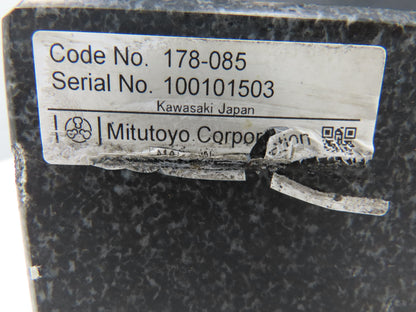 Code No. 178-085
Serial No. 100101503
Kawasaki Japan
Mitutoyo Corporation